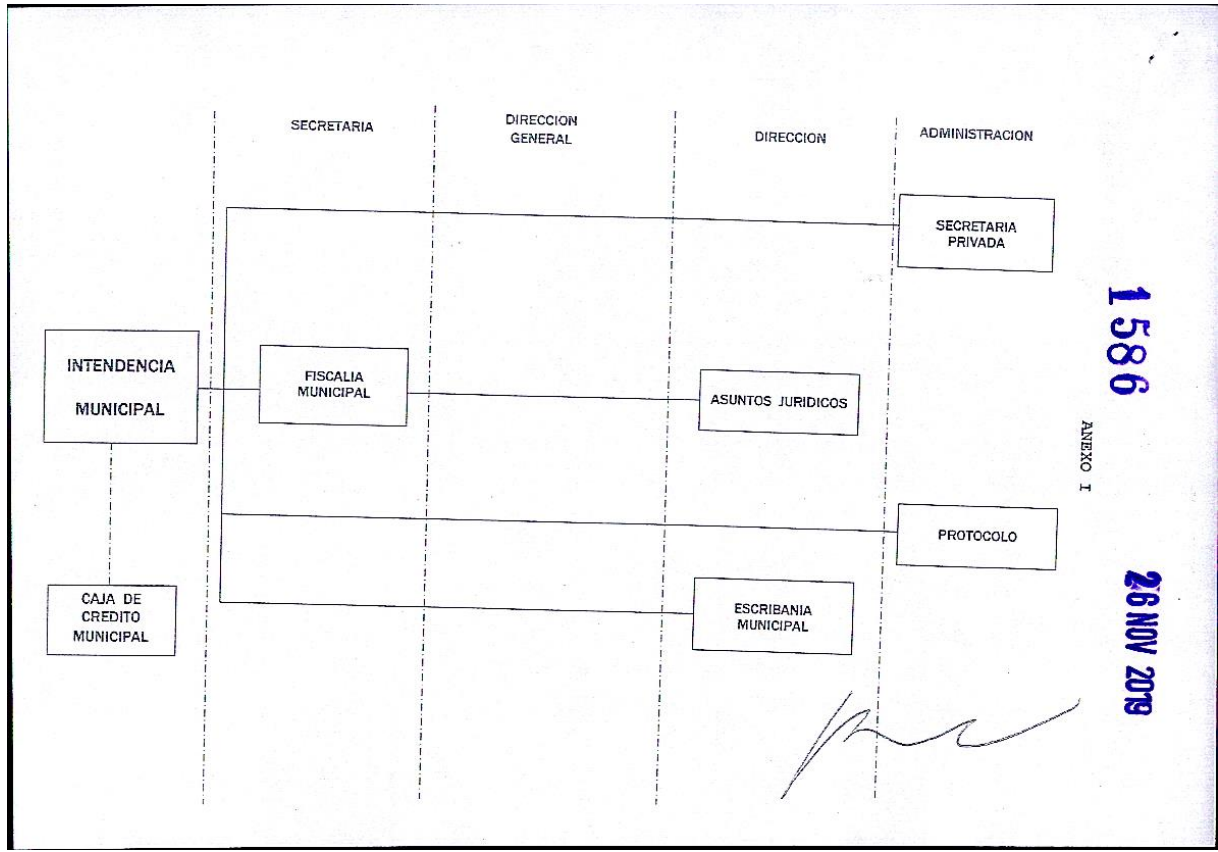 SECRETARIA
DIRECCION
GENERAL
DIRECCION
ADMINISTRACION
SECRETARIA
PRIVADA
INTENDENCIA
MUNICIPAL
FISCALIA
MUNICIPAL
ASUNTOS JURIDICOS
PROTOCOLO
CAJA DE
CREDITO
MUNICIPAL
ESCRIBANIA
MUNICIPAL
1586
ANEXO I
26 NOV 2019